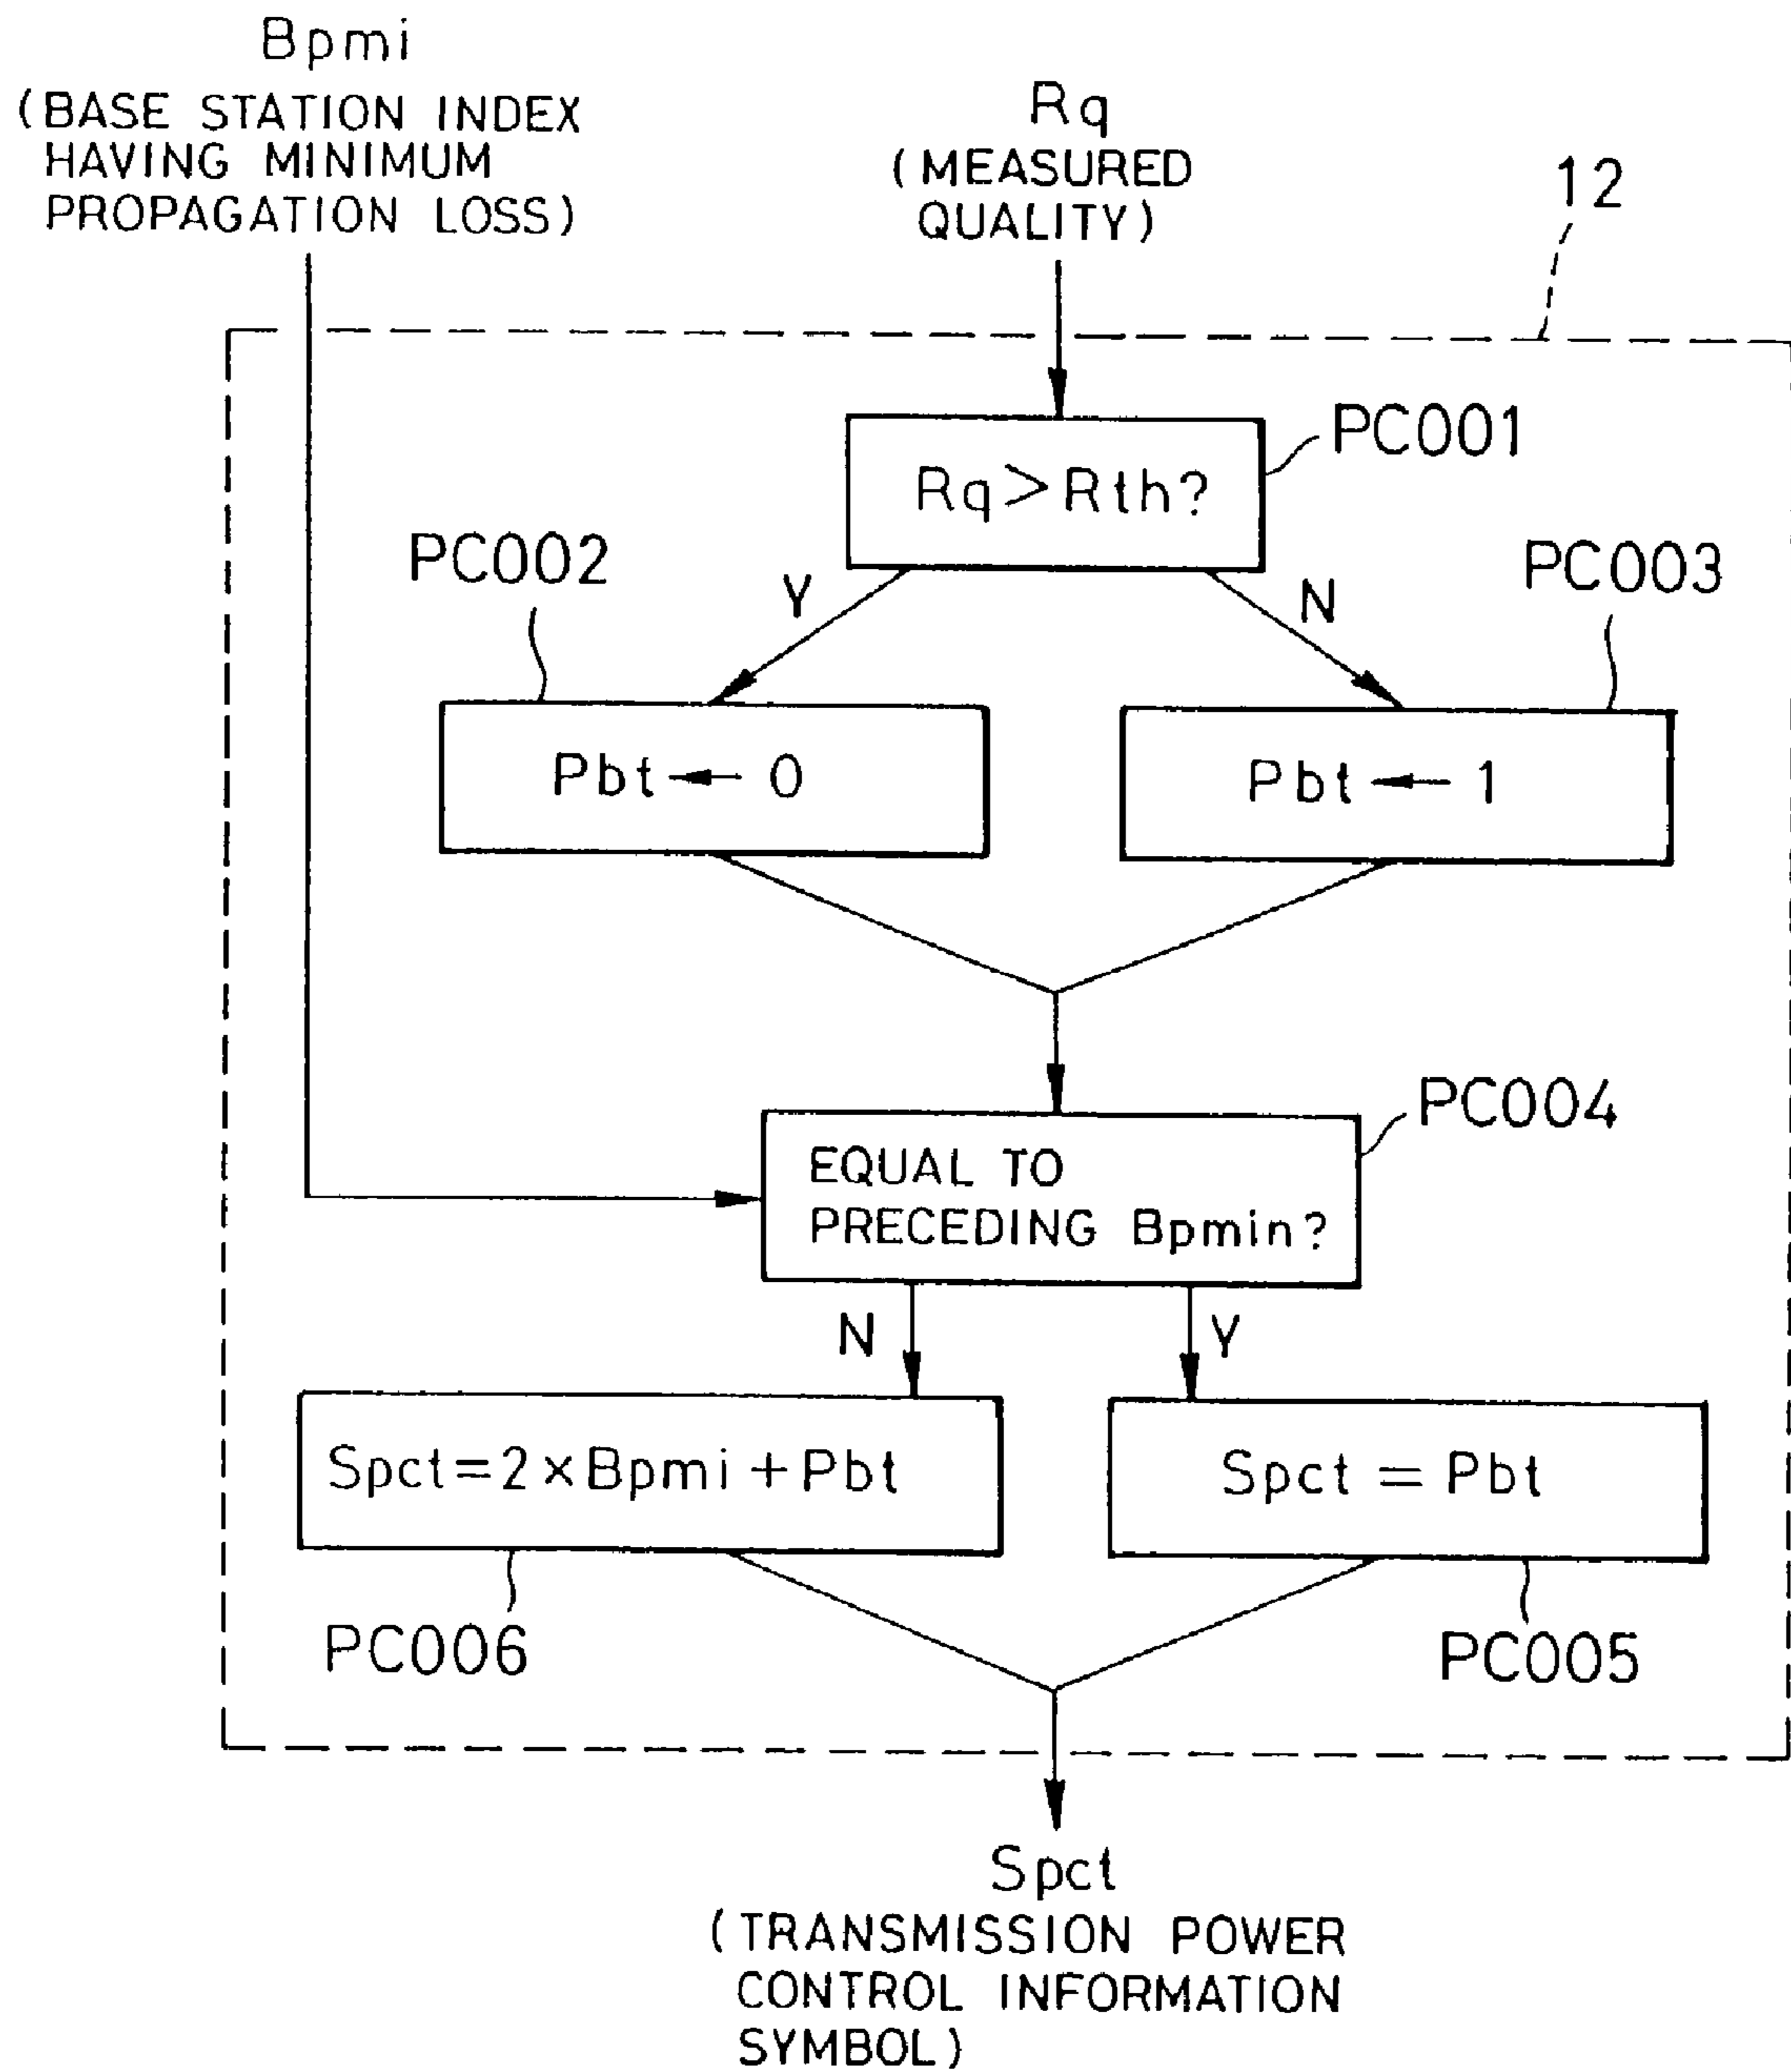 Bpmi
(BASE STATION INDEX
HAVING MINIMUM
PROPAGATION LOSS)
Rq
(MEASURED
QUALITY)
12
PC001
Rq>Rth?
PC002
Y
N
PC003
Pbt ← 0
Pbt ← 1
PC004
EQUAL TO
PRECEDING Bpmin?
N
Y
Spct=2×Bpmi+Pbt
Spct = Pbt
PC006
PC005
Spct
(TRANSMISSION POWER
CONTROL INFORMATION
SYMBOL)